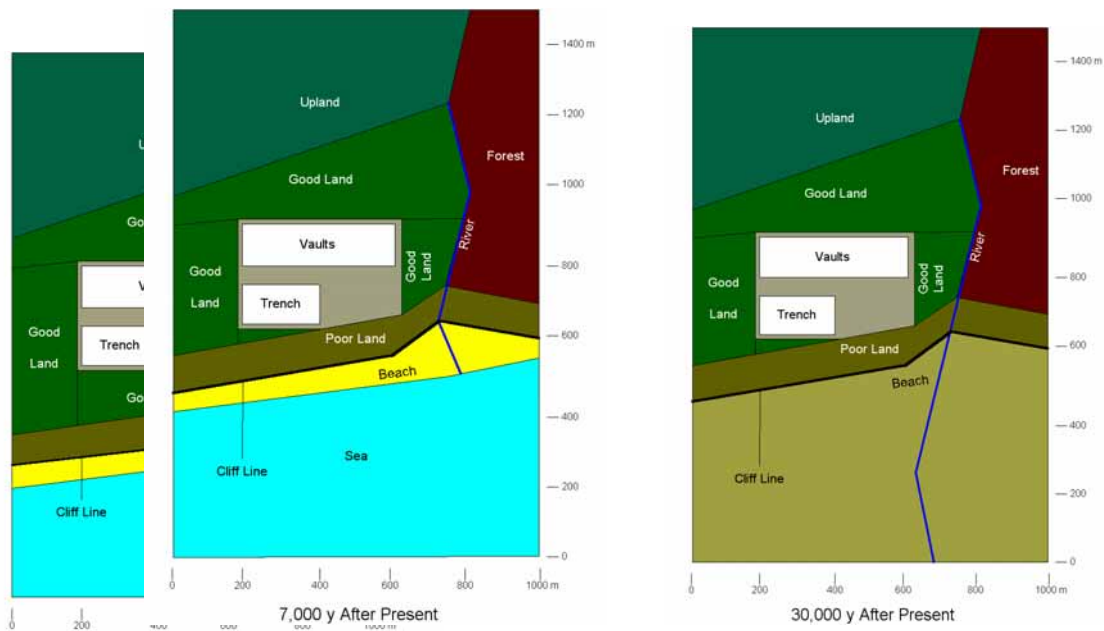 Good
Land
Trench
Cliff Line
0
200
Upland
Forest
Good Land
Vaults
River
Good
Land
Good
Land
Trench
Poor Land
Beach
Sea
Cliff Line
1400 m
1200
1000
800
600
400
200
0
0
200
400
600
800
1000 m
7,000 y After Present
Upland
Forest
Good Land
Vaults
River
Good
Land
Good
Land
Trench
Poor Land
Beach
Cliff Line
1400 m
1200
1000
800
600
400
200
0
0
200
400
600
800
1000 m
30,000 y After Present